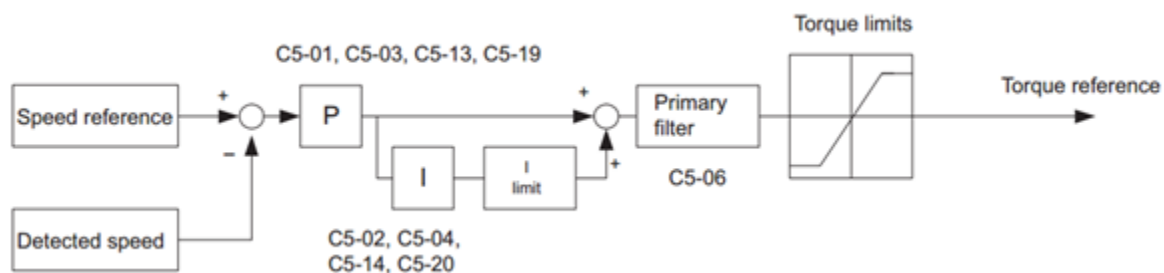 Torque limits
C5-01, C5-03, C5-13, C5-19
Torque reference
+
+
Speed reference
P
Primary
filter
–
+
I
I
limit
C5-06
Detected speed
C5-02, C5-04,
C5-14, C5-20